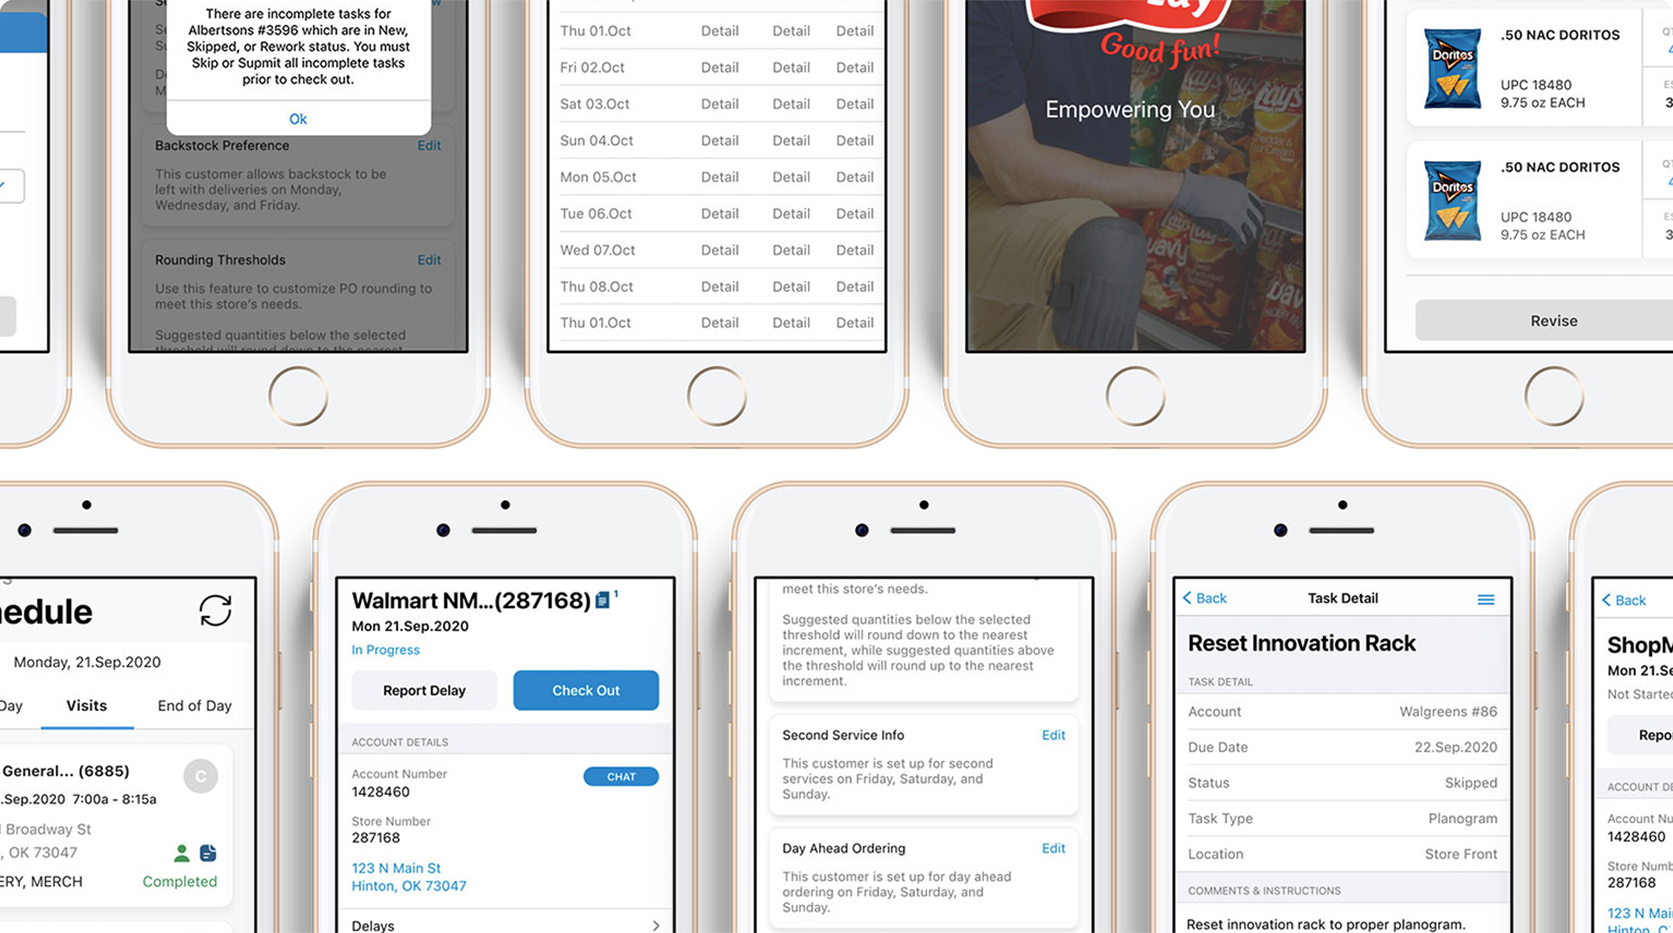 There are incomplete tasks for
Albertsons #3596 which are in New,
Skipped, or Rework status. You must
Skip or Supmit all incomplete tasks
prior to check out.
Ok
Backstock Preference Edit
This customer allows backstock to be
left with deliveries on Monday,
Wednesday, and Friday.
Rounding Thresholds Edit
Use this feature to customize PO rounding to
meet this store's needs.
Suggested quantities below the selected
threshold will round down to the nearest
Thu 01.Oct Detail Detail Detail
Fri 02.Oct Detail Detail Detail
Sat 03.Oct Detail Detail Detail
Sun 04.Oct Detail Detail Detail
Mon 05.Oct Detail Detail Detail
Tue 06.Oct Detail Detail Detail
Wed 07.Oct Detail Detail Detail
Thu 08.Oct Detail Detail Detail
Thu 01.Oct Detail Detail Detail
Good fun!
Empowering You
Lay's
Lay's
Wavy
Doritos
.50 NAC DORITOS
UPC 18480
9.75 oz EACH
Doritos
.50 NAC DORITOS
UPC 18480
9.75 oz EACH
Revise
hedule
Monday, 21.Sep.2020
Day Visits End of Day
General... (6885) C
.Sep.2020 7:00a - 8:15a
Broadway St
, OK 73047
ERY, MERCH Completed
Walmart NM...(287168) 1
Mon 21.Sep.2020
In Progress
Report Delay Check Out
ACCOUNT DETAILS
Account Number CHAT
1428460
Store Number
287168
123 N Main St
Hinton, OK 73047
Delays
meet this store's needs.
Suggested quantities below the selected
threshold will round down to the nearest
increment, while suggested quantities above
the threshold will round up to the nearest
increment.
Second Service Info Edit
This customer is set up for second
services on Friday, Saturday, and
Sunday.
Day Ahead Ordering Edit
This customer is set up for day ahead
ordering on Friday, Saturday, and
Sunday.
Back Task Detail
Reset Innovation Rack
TASK DETAIL
Account Walgreens #86
Due Date 22.Sep.2020
Status Skipped
Task Type Planogram
Location Store Front
COMMENTS & INSTRUCTIONS
Reset innovation rack to proper planogram.
Back
ShopM
Mon 21.Se
Not Starte
Repo
ACCOUNT DE
Account Nu
1428460
Store Numb
287168
123 N Mai
Hinton, C